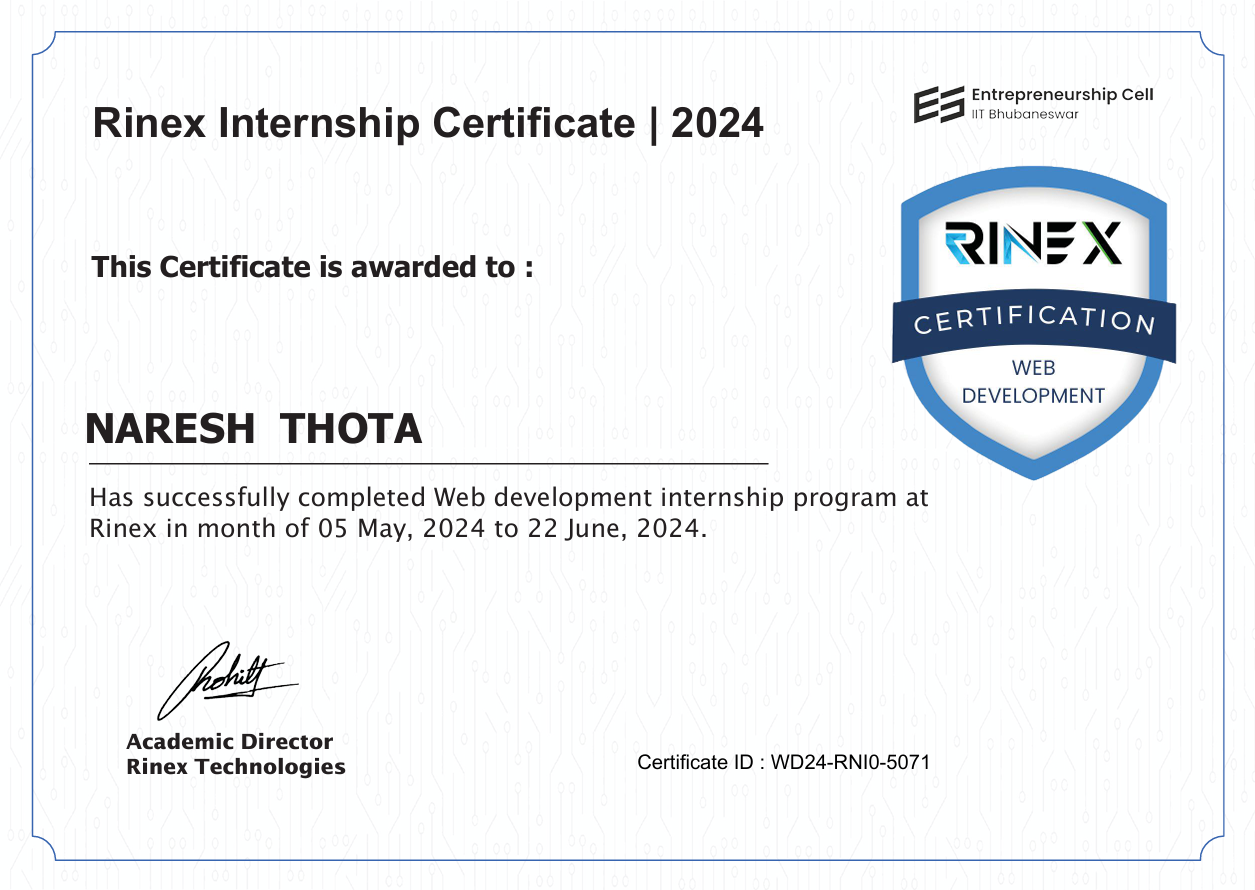 Rinex Internship Certificate | 2024
Entrepreneurship Cell
IIT Bhubaneswar
RINEX
CERTIFICATION
WEB
DEVELOPMENT
This Certificate is awarded to :
NARESH THOTA
Has successfully completed Web development internship program at
Rinex in month of 05 May, 2024 to 22 June, 2024.
Academic Director
Rinex Technologies
Certificate ID : WD24-RNI0-5071